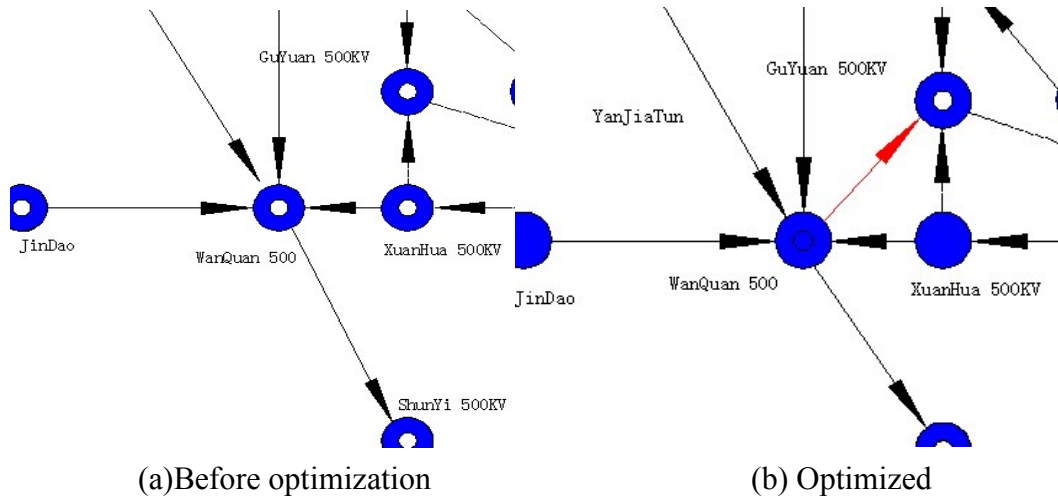 GuYuan 500KV
JinDao
WanQuan 500
XuanHua 500KV
ShunYi 500KV
(a)Before optimization
GuYuan 500KV
YanJiaTun
WanQuan 500
XuanHua 500KV
JinDao
(b) Optimized